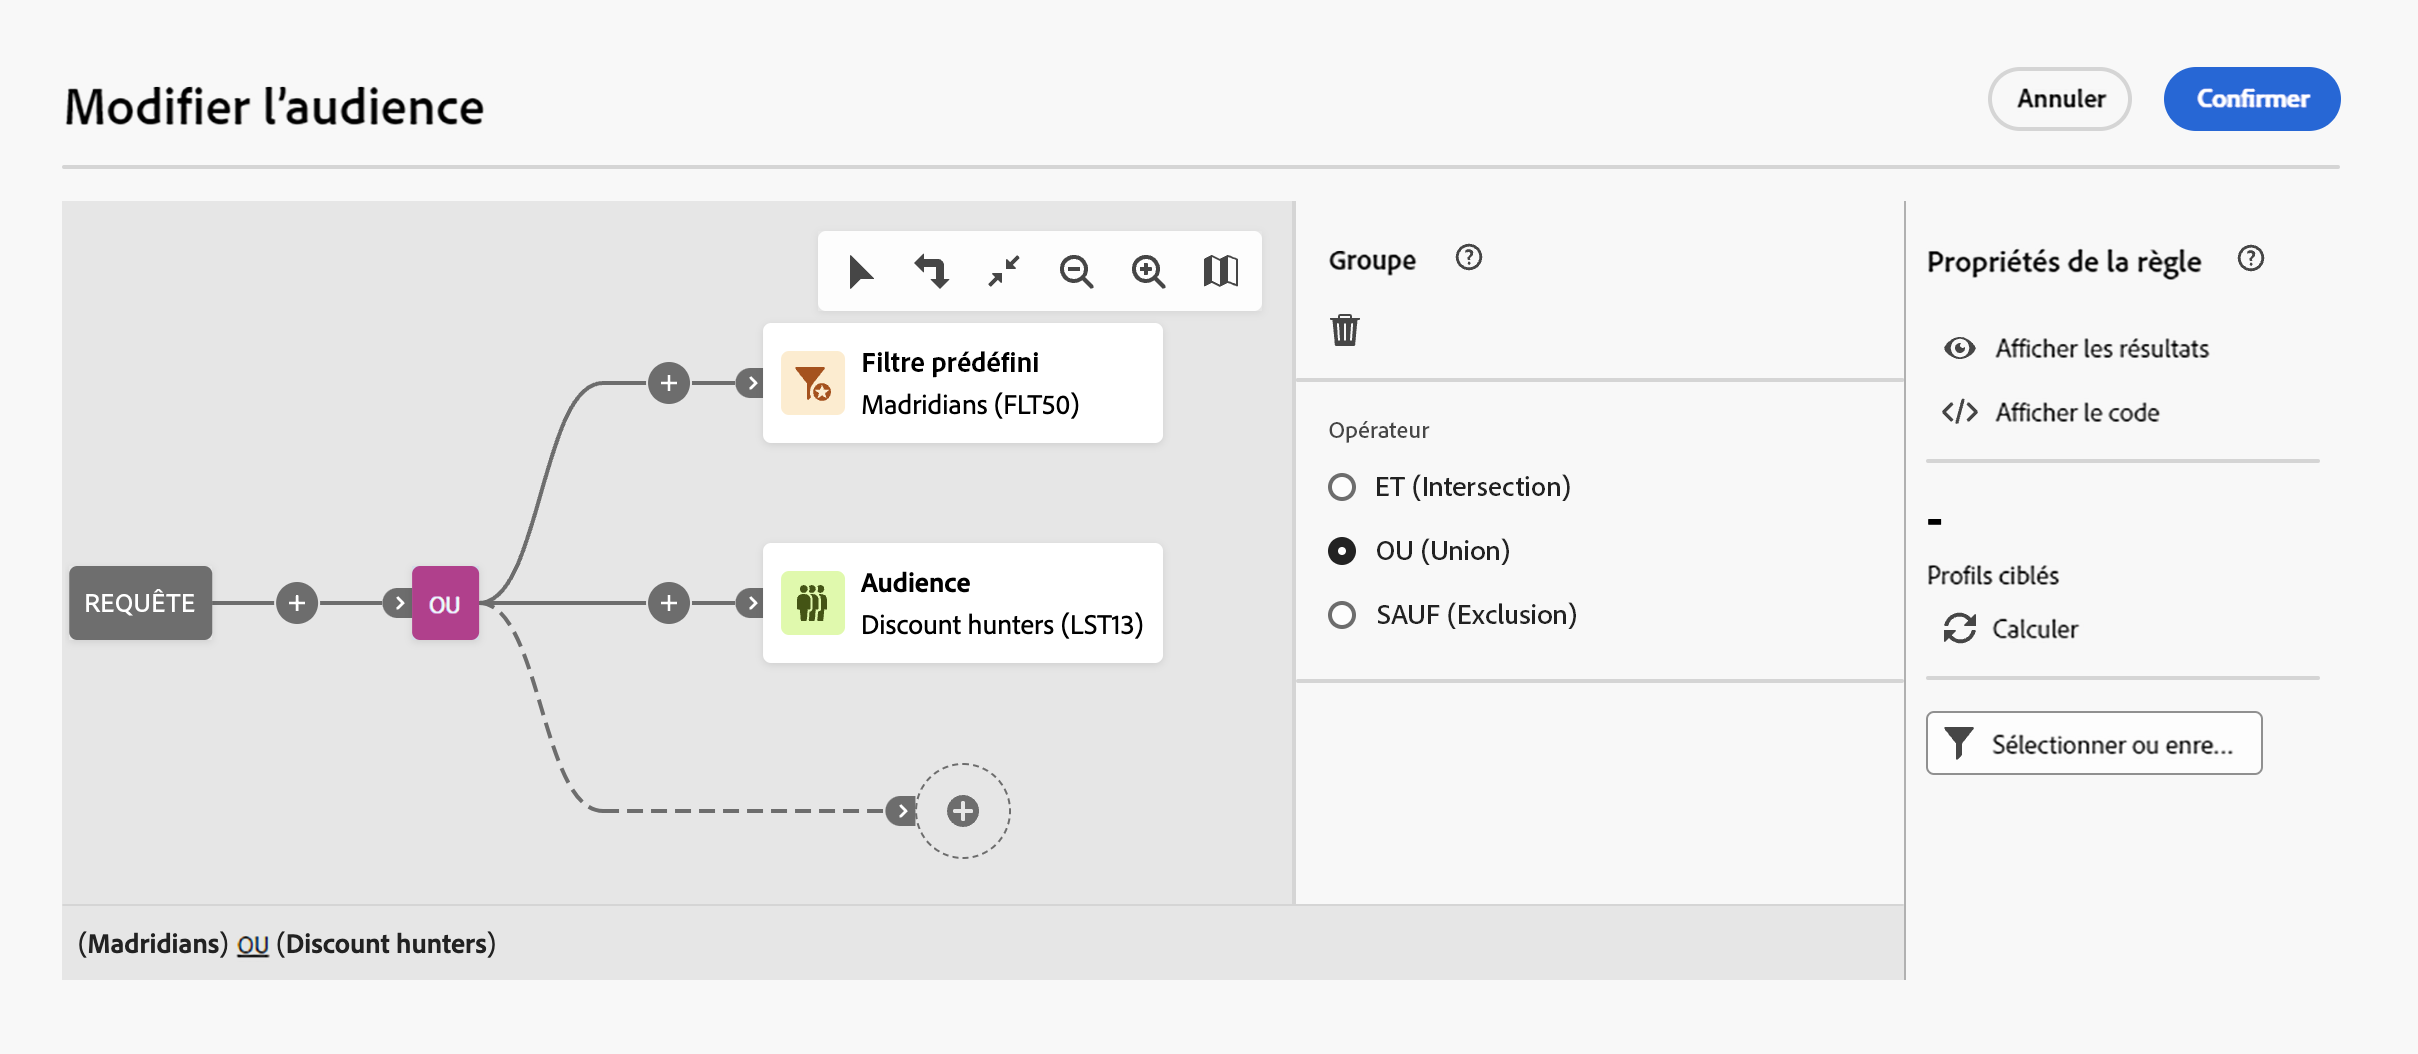 Modifier l’audience
Annuler
Confirmer
Filtre prédéfini
Madridians (FLT50)
REQUÊTE
OU
Audience
Discount hunters (LST13)
(Madridians) OU (Discount hunters)
Groupe
Opérateur
ET (Intersection)
OU (Union)
SAUF (Exclusion)
Propriétés de la règle
Afficher les résultats
Afficher le code
-
Profils ciblés
Calculer
Sélectionner ou enre...